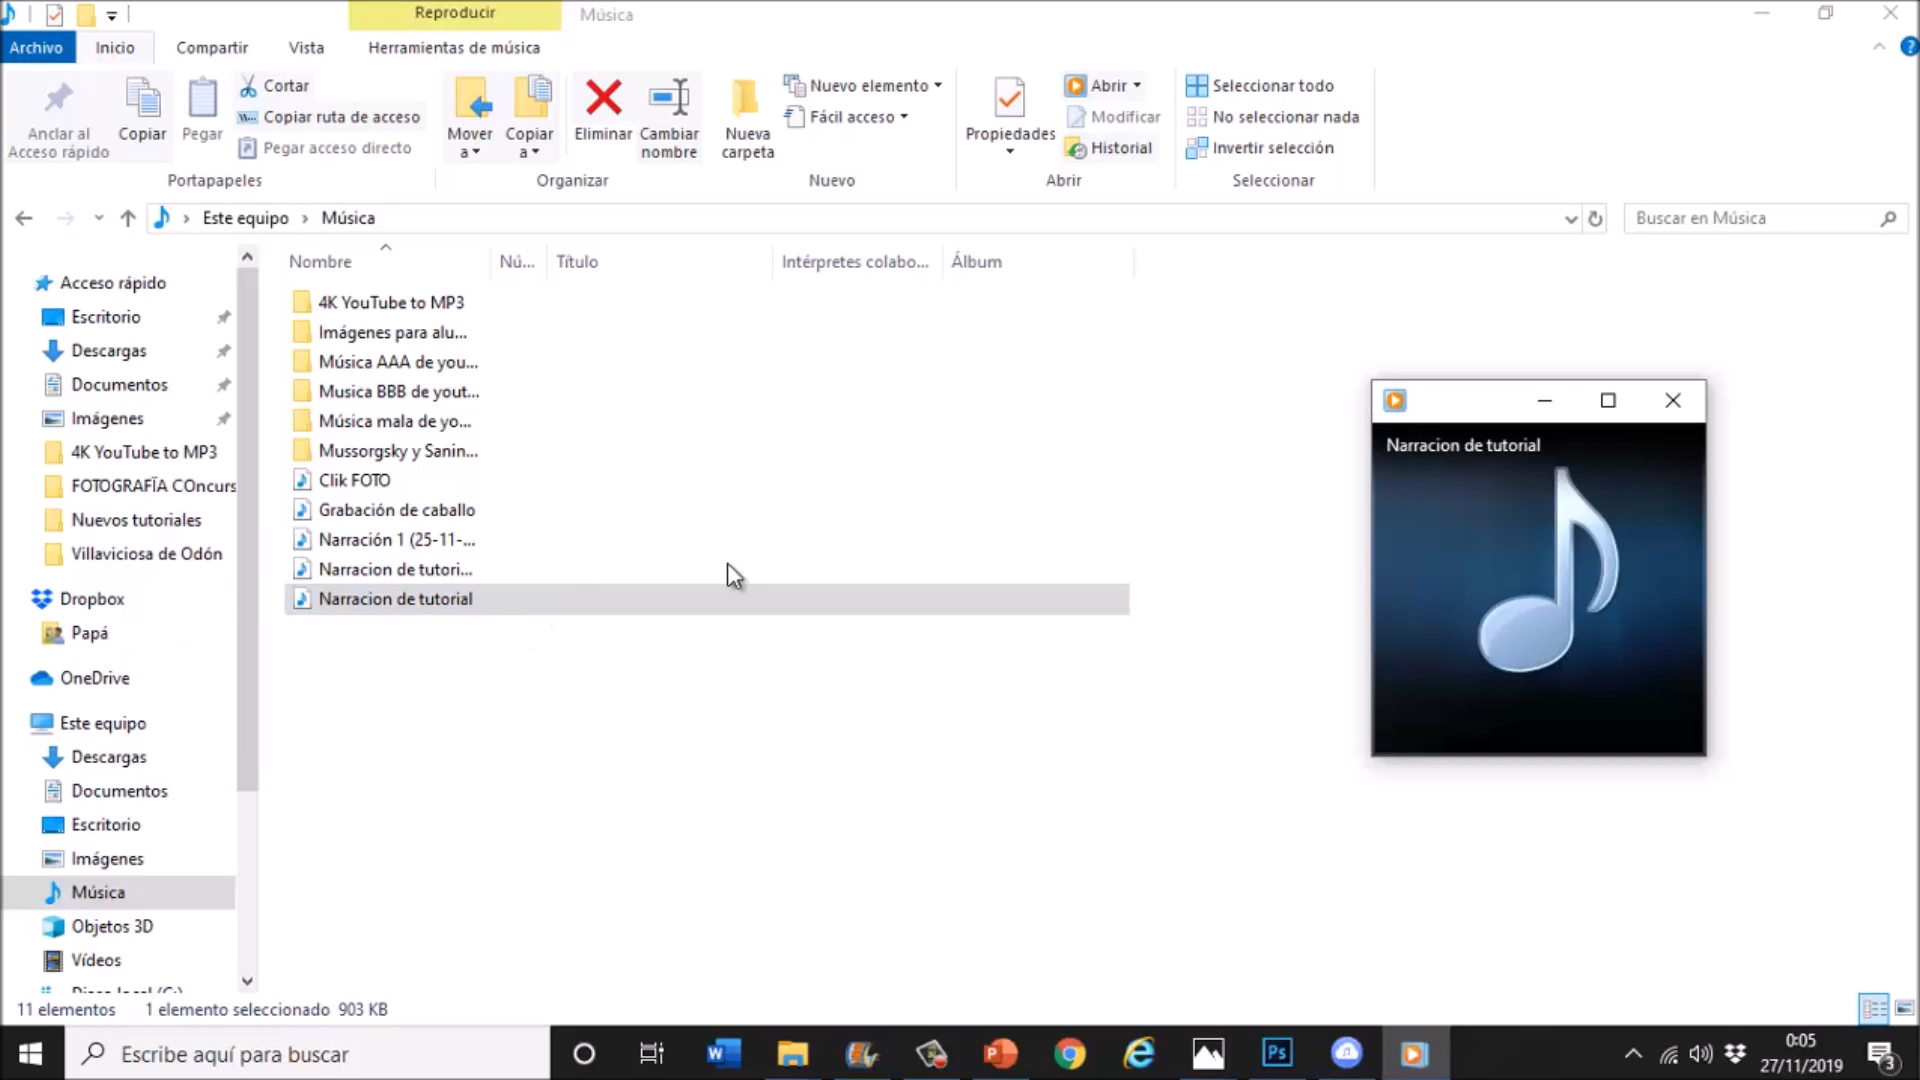 Reproducir
Música
Archivo
Inicio
Compartir
Vista
Herramientas de música
Anclar al
Acceso rápido
Copiar
Pegar
Cortar
Copiar ruta de acceso
Pegar acceso directo
Portapapeles
Mover
a
Copiar
a
Eliminar
Cambiar
nombre
Organizar
Nueva
carpeta
Nuevo elemento
Fácil acceso
Nuevo
Propiedades
Abrir
Modificar
Historial
Abrir
Seleccionar todo
No seleccionar nada
Invertir selección
Seleccionar
Este equipo
Música
Buscar en Música
Nombre
Nú...
Título
Intérpretes colabo...
Álbum
Acceso rápido
Escritorio
Descargas
Documentos
Imágenes
4K YouTube to MP3
FOTOGRAFÏA COncurs
Nuevos tutoriales
Villaviciosa de Odón
Dropbox
Papá
OneDrive
Este equipo
Descargas
Documentos
Escritorio
Imágenes
Música
Objetos 3D
Vídeos
4K YouTube to MP3
Imágenes para alu...
Música AAA de you...
Musica BBB de yout...
Música mala de yo...
Mussorgsky y Sanin...
Clik FOTO
Grabación de caballo
Narración 1 (25-11-...
Narracion de tutori...
Narracion de tutorial
Narracion de tutorial
11 elementos
1 elemento seleccionado 903 KB
Escribe aquí para buscar
0:05
27/11/2019
3